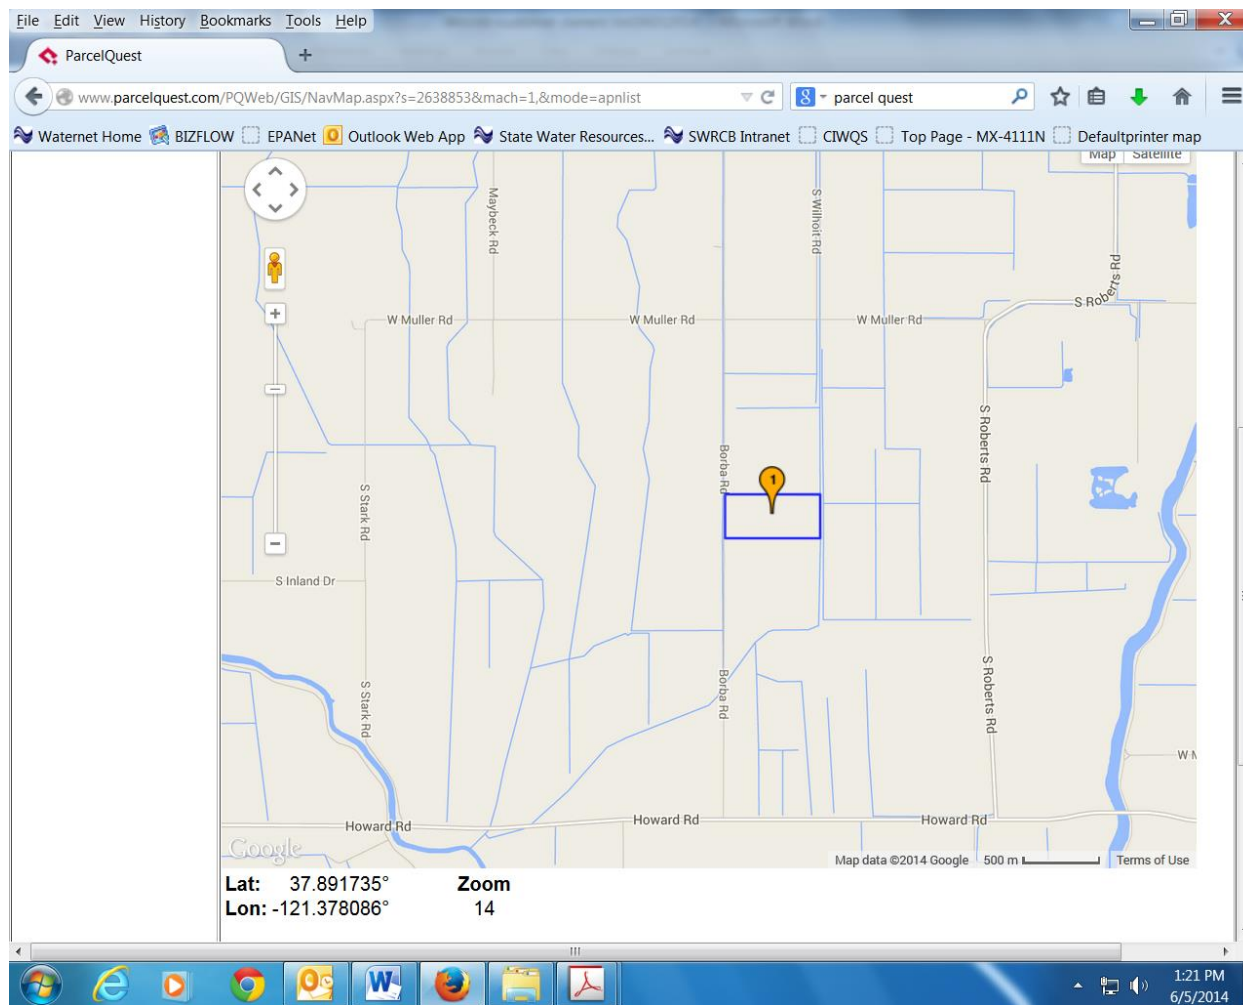 File Edit View History Bookmarks Tools Help
ParcelQuest
www.parcelquest.com/PQWeb/GIS/NavMap.aspx?s=2638853&mach=1,&mode=apnlist
parcel quest
Waternet Home BIZFLOW EPANet Outlook Web App State Water Resources... SWRCB Intranet CIWQS Top Page - MX-4111N Defaultprinter map
Map Satellite
Maybeck Rd
S Wilhoit Rd
S Roberts Rd
W Muller Rd
W Muller Rd
W Muller Rd
S Roberts Rd
Borba Rd
1
S Stark Rd
S Inland Dr
Borba Rd
S Roberts Rd
S Stark Rd
W
Howard Rd
Howard Rd
Howard Rd
Google
Map data ©2014 Google 500 m Terms of Use
Lat: 37.891735° Zoom
Lon: -121.378086° 14
1:21 PM
6/5/2014